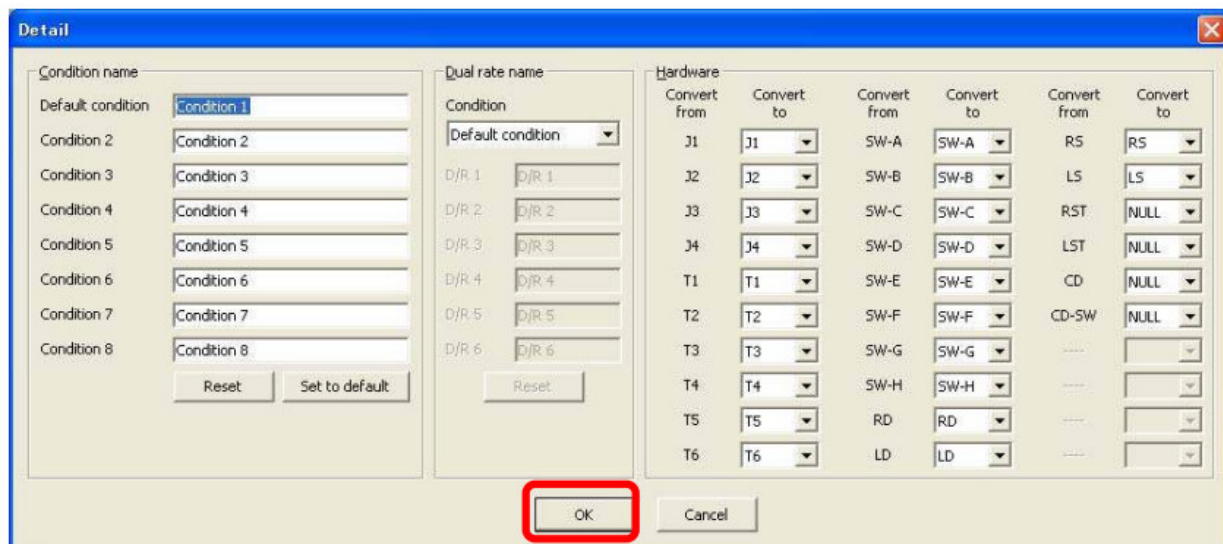 Detail
Condition name
Default condition Condition 1
Condition 2 Condition 2
Condition 3 Condition 3
Condition 4 Condition 4
Condition 5 Condition 5
Condition 6 Condition 6
Condition 7 Condition 7
Condition 8 Condition 8
Reset Set to default
Dual rate name
Condition
Default condition
D/R 1 D/R 1
D/R 2 D/R 2
D/R 3 D/R 3
D/R 4 D/R 4
D/R 5 D/R 5
D/R 6 D/R 6
Reset
Hardware
Convert from Convert to Convert from Convert to Convert from Convert to
J1 J1 SW-A SW-A RS RS
J2 J2 SW-B SW-B LS LS
J3 J3 SW-C SW-C RST NULL
J4 J4 SW-D SW-D LST NULL
T1 T1 SW-E SW-E CD NULL
T2 T2 SW-F SW-F CD-SW NULL
T3 T3 SW-G SW-G ----
T4 T4 SW-H SW-H ----
T5 T5 RD RD ----
T6 T6 LD LD ----
OK Cancel